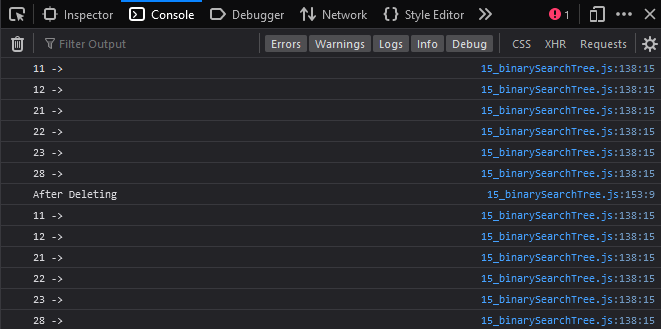 Inspector Console Debugger Network Style Editor 1
Filter Output Errors Warnings Logs Info Debug CSS XHR Requests
11 -> 15_binarySearchTree.js:138:15
12 -> 15_binarySearchTree.js:138:15
21 -> 15_binarySearchTree.js:138:15
22 -> 15_binarySearchTree.js:138:15
23 -> 15_binarySearchTree.js:138:15
28 -> 15_binarySearchTree.js:138:15
After Deleting 15_binarySearchTree.js:153:9
11 -> 15_binarySearchTree.js:138:15
12 -> 15_binarySearchTree.js:138:15
21 -> 15_binarySearchTree.js:138:15
22 -> 15_binarySearchTree.js:138:15
23 -> 15_binarySearchTree.js:138:15
28 -> 15_binarySearchTree.js:138:15